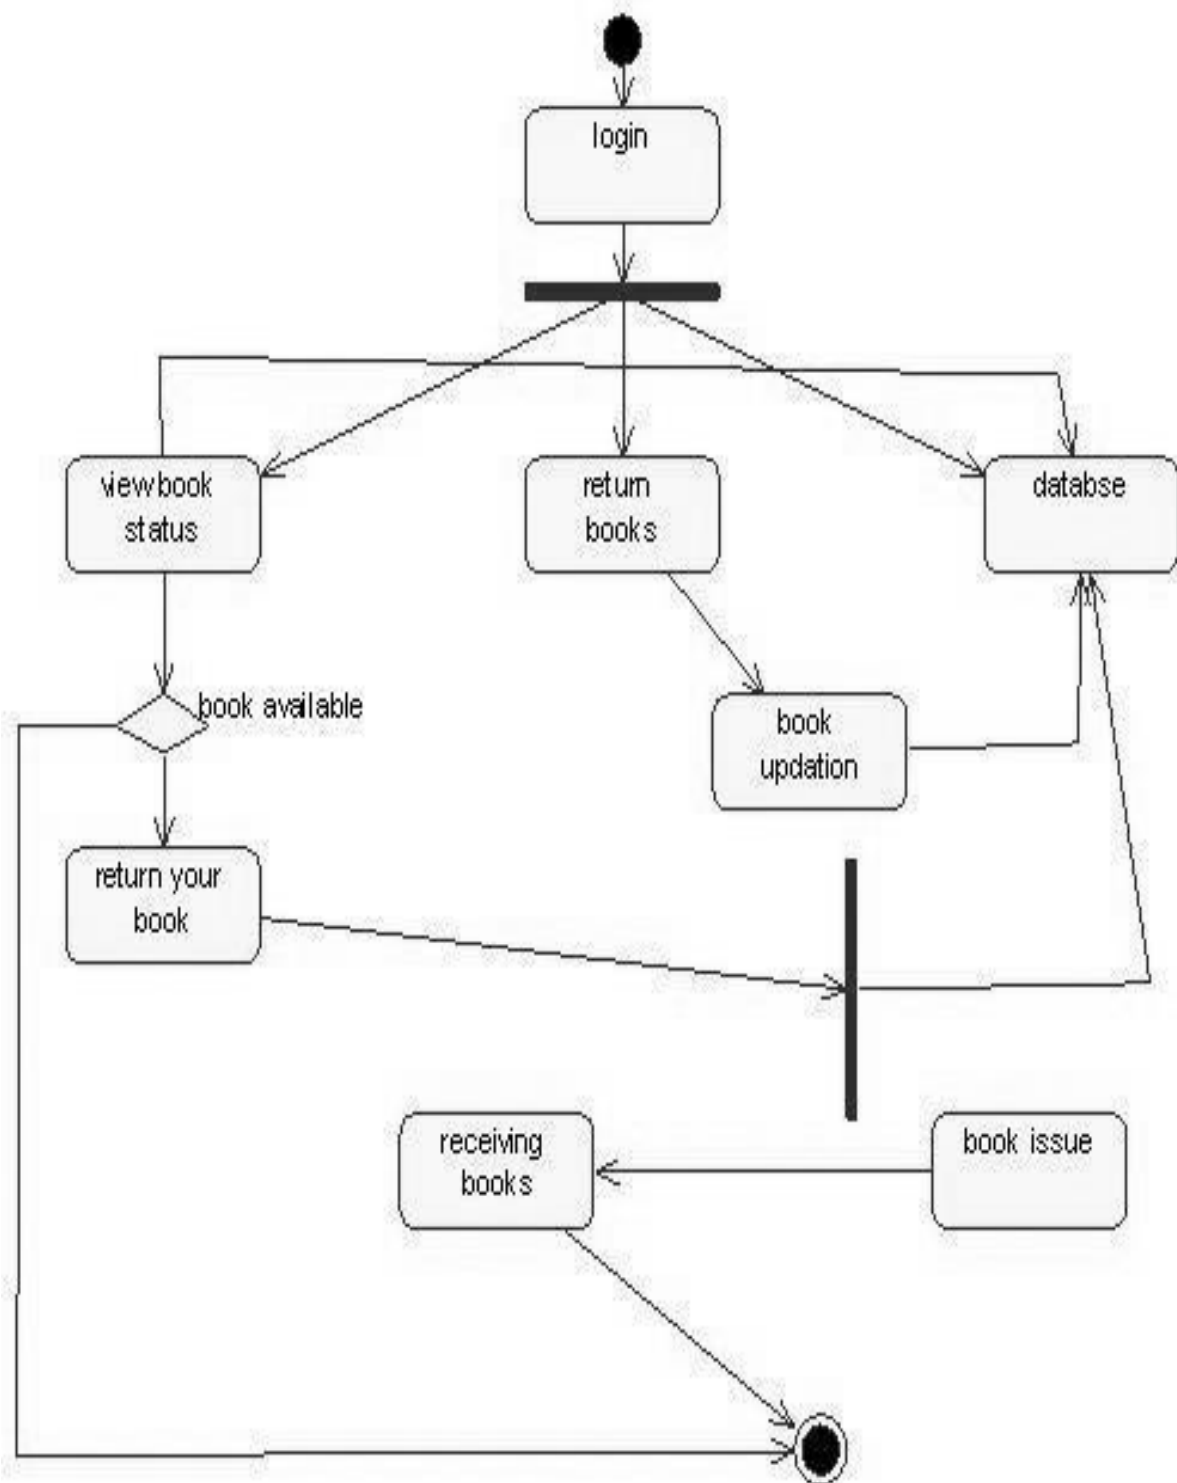 login
viewbook
status
return
books
databse
book available
book
updation
return your
book
receiving
books
book issue